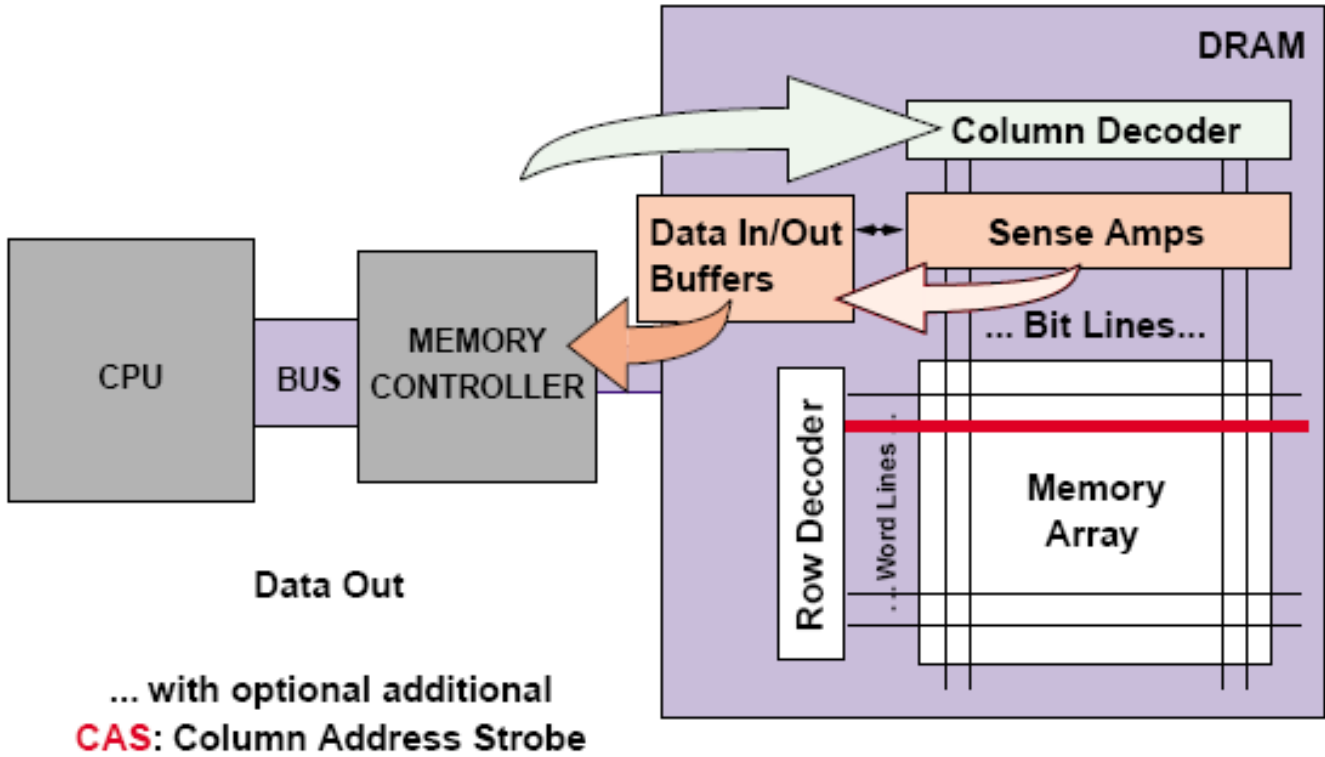 DRAM
Column Decoder
Data In/Out
Buffers
Sense Amps
... Bit Lines...
CPU
BUS
MEMORY
CONTROLLER
Row Decoder
... Word Lines ...
Memory
Array
Data Out
... with optional additional
CAS: Column Address Strobe